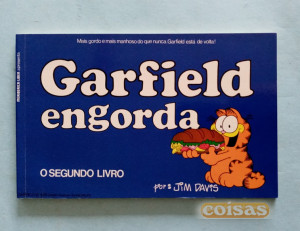 Mais gordo e mais manhoso do que nunca Garfield está de volta!
Garfield
engorda
O SEGUNDO LIVRO
por: JIM DAVIS
coisas